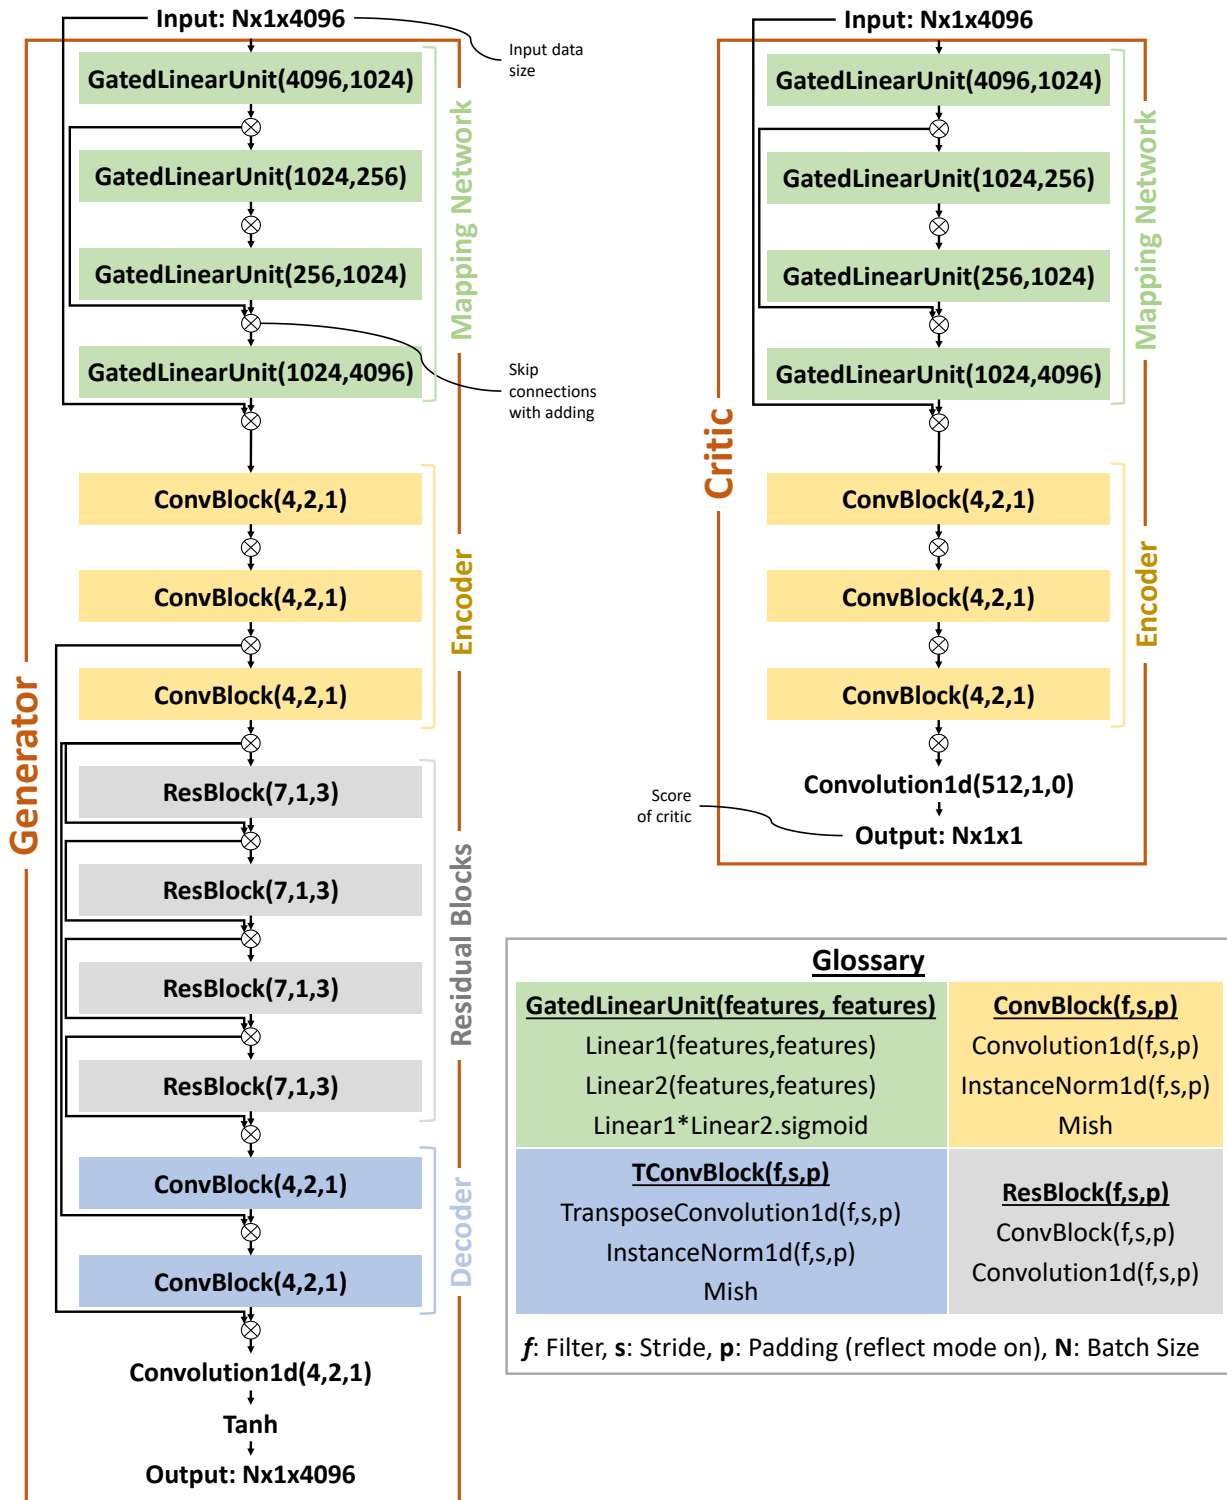 Input: Nx1x4096
Input data
size
GatedLinearUnit(4096,1024)
GatedLinearUnit(1024,256)
GatedLinearUnit(256,1024)
GatedLinearUnit(1024,4096)
Mapping Network
Skip
connections
with adding
ConvBlock(4,2,1)
ConvBlock(4,2,1)
ConvBlock(4,2,1)
Encoder
Generator
ResBlock(7,1,3)
ResBlock(7,1,3)
ResBlock(7,1,3)
ResBlock(7,1,3)
Residual Blocks
ConvBlock(4,2,1)
ConvBlock(4,2,1)
Decoder
Convolution1d(4,2,1)
Tanh
Output: Nx1x4096
Input: Nx1x4096
GatedLinearUnit(4096,1024)
GatedLinearUnit(1024,256)
GatedLinearUnit(256,1024)
GatedLinearUnit(1024,4096)
Mapping Network
Critic
ConvBlock(4,2,1)
ConvBlock(4,2,1)
ConvBlock(4,2,1)
Encoder
Convolution1d(512,1,0)
Score
of critic
Output: Nx1x1
Glossary
GatedLinearUnit(features, features)
Linear1(features,features)
Linear2(features,features)
Linear1*Linear2.sigmoid
ConvBlock(f,s,p)
Convolution1d(f,s,p)
InstanceNorm1d(f,s,p)
Mish
TConvBlock(f,s,p)
TransposeConvolution1d(f,s,p)
InstanceNorm1d(f,s,p)
Mish
ResBlock(f,s,p)
ConvBlock(f,s,p)
Convolution1d(f,s,p)
f: Filter, s: Stride, p: Padding (reflect mode on), N: Batch Size